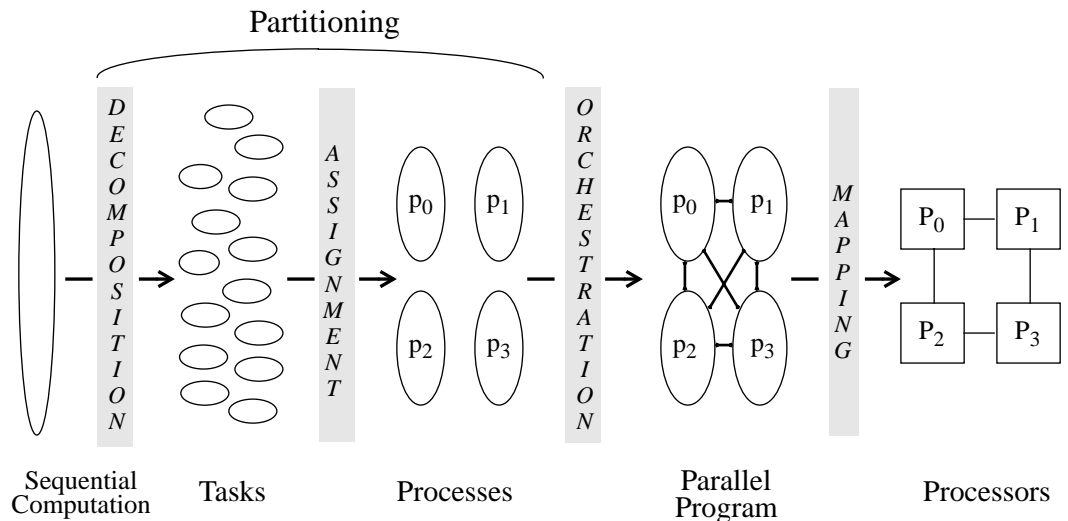 Partitioning
DECOMPOSITION
ASSIGNMENT
ORCHESTRATION
MAPPING
p0 p1
p2 p3
p0 p1
p2 p3
P0 P1
P2 P3
Sequential
Computation
Tasks
Processes
Parallel
Program
Processors